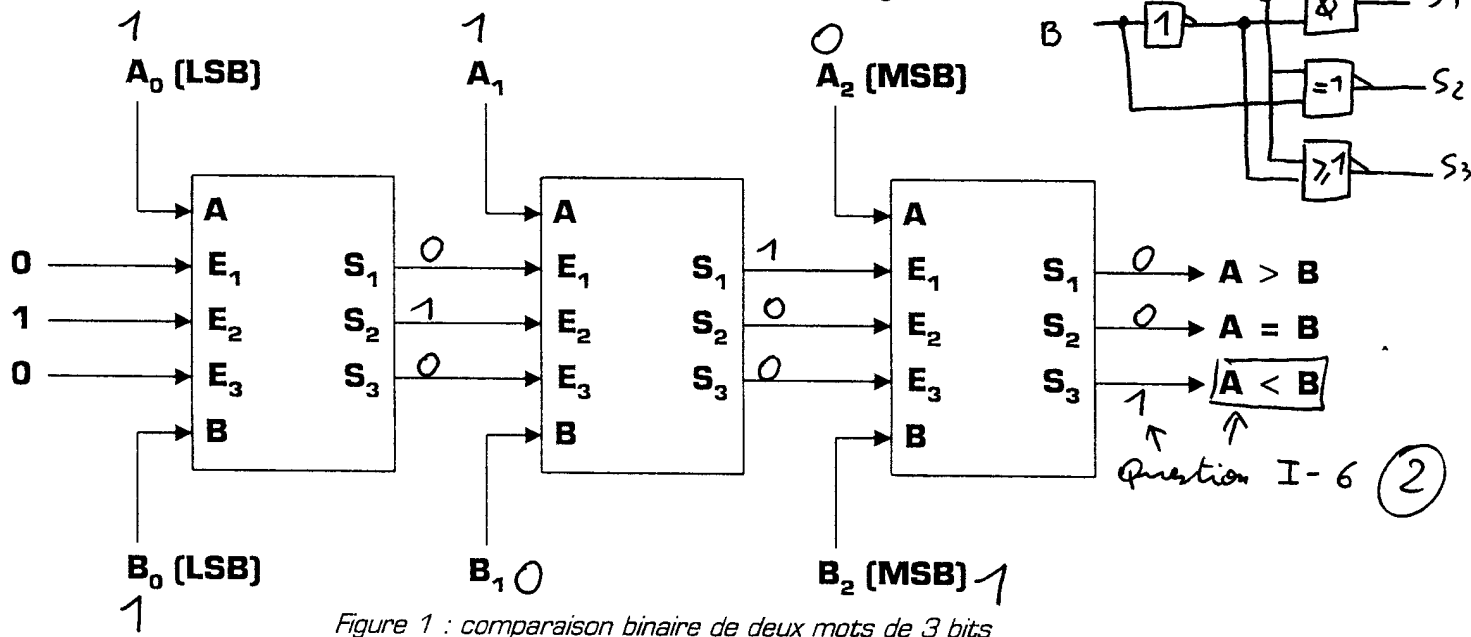 S1
&
B 1
=1 S2
≥1 S3
1 1 0
A₀ (LSB) A₁ A₂ (MSB)
A A A
0 E₁ S₁ 0 E₁ S₁ 1 E₁ S₁ 0 A > B
1 E₂ S₂ 1 E₂ S₂ 0 E₂ S₂ 0 A = B
0 E₃ S₃ 0 E₃ S₃ 0 E₃ S₃ 1 A < B
B B B
Question I-6 2
B₀ (LSB) B₁ 0 B₂ (MSB) 1
1
Figure 1 : comparaison binaire de deux mots de 3 bits